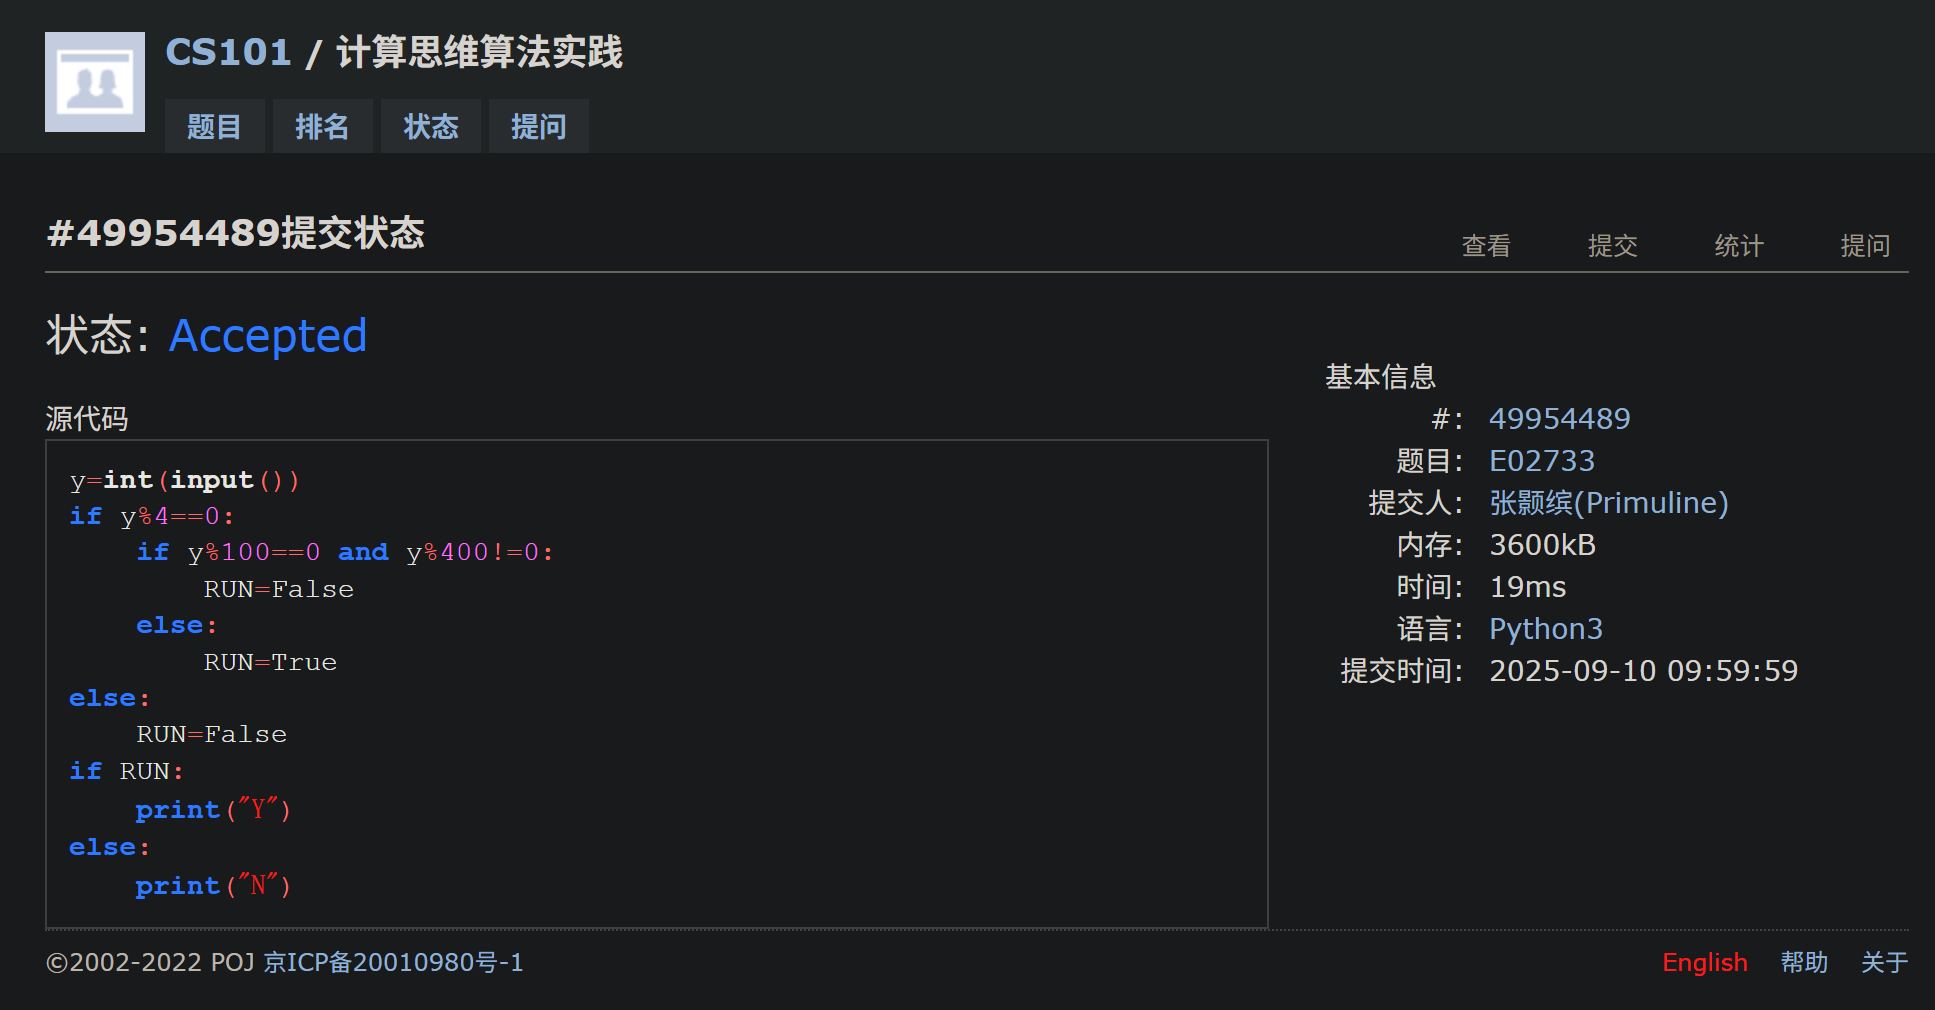 CS101 / 计算思维算法实践
题目 排名 状态 提问
#49954489提交状态
查看 提交 统计 提问
状态: Accepted
源代码
y=int(input())
if y%4==0:
    if y%100==0 and y%400!=0:
        RUN=False
    else:
        RUN=True
else:
    RUN=False
if RUN:
    print("Y")
else:
    print("N")
基本信息
#: 49954489
题目: E02733
提交人: 张颢缤(Primuline)
内存: 3600kB
时间: 19ms
语言: Python3
提交时间: 2025-09-10 09:59:59
©2002-2022 POJ 京ICP备20010980号-1
English 帮助 关于